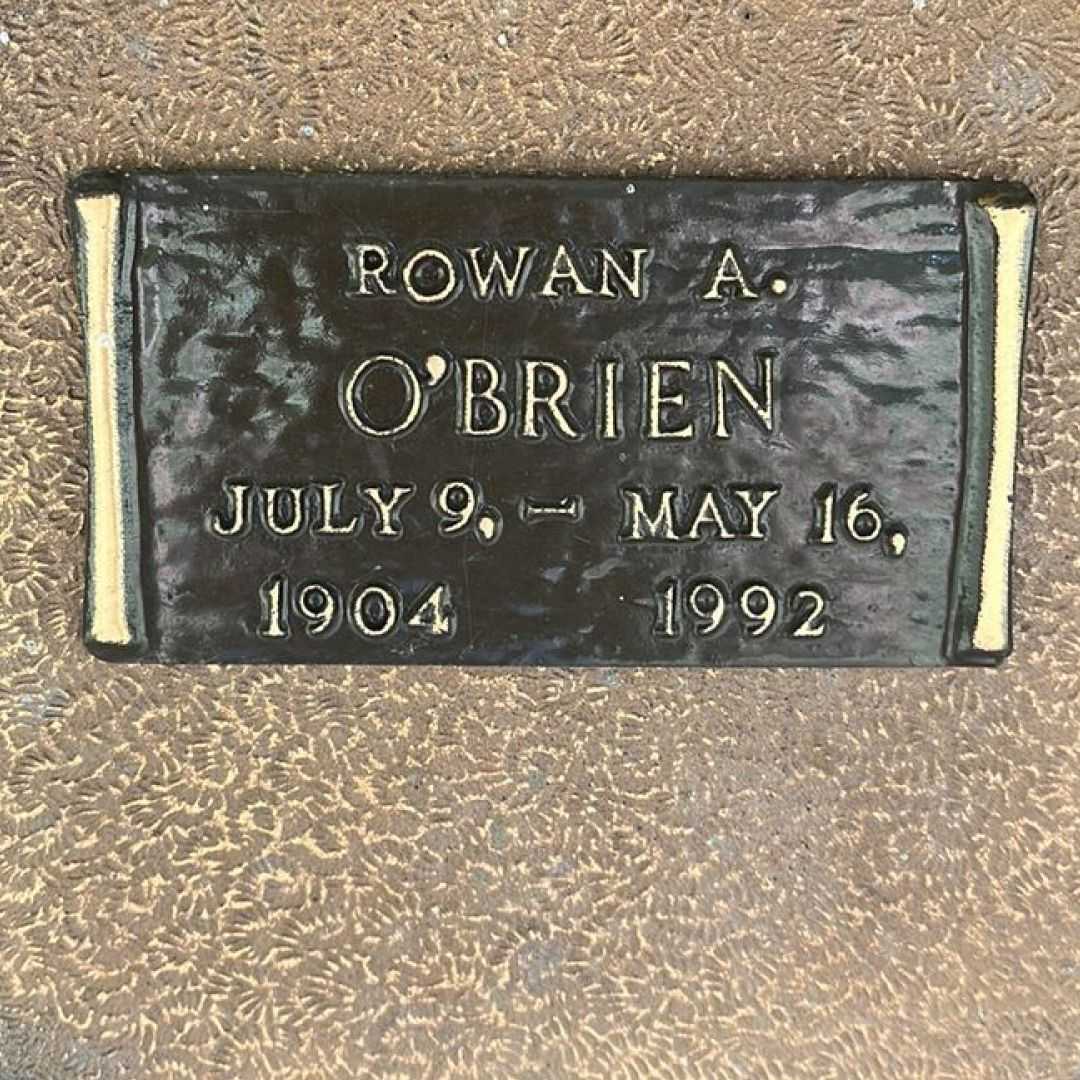 ROWAN A.
O'BRIEN
JULY 9, – MAY 16,
1904 1992